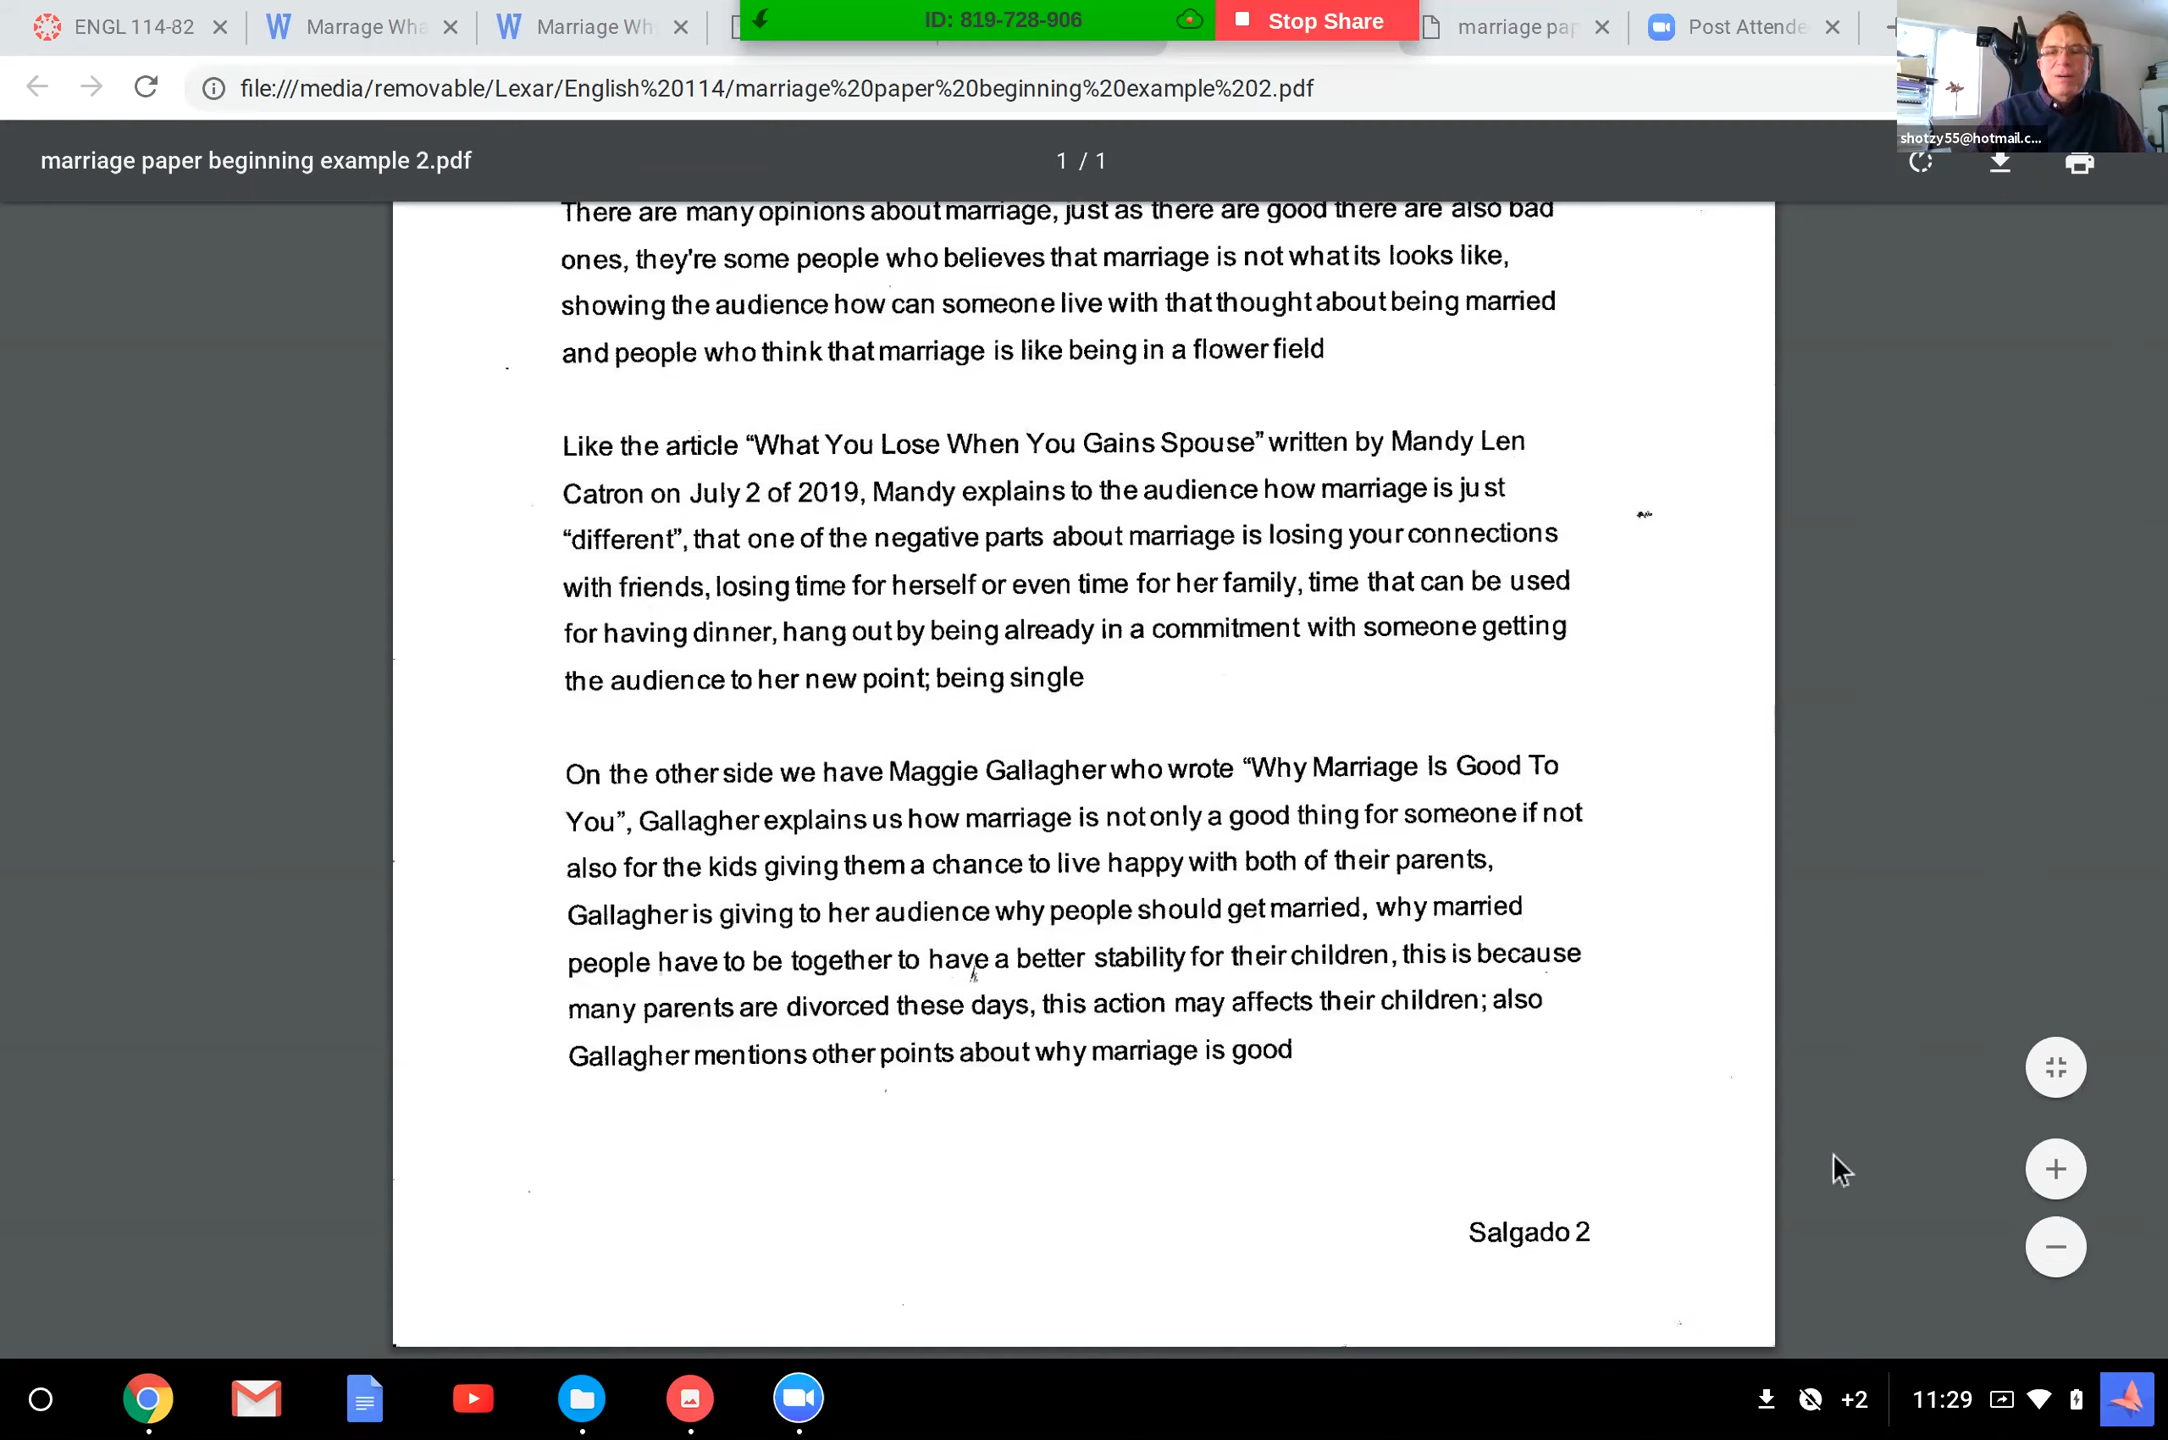 ENGL 114-82
Marrage Wha
Marriage Wh
ID: 819-728-906
Stop Share
marriage pap
Post Attende
file:///media/removable/Lexar/English%20114/marriage%20paper%20beginning%20example%202.pdf
shotzy55@hotmail.c...
marriage paper beginning example 2.pdf
1 / 1
There are many opinions about marriage, just as there are good there are also bad
ones, they're some people who believes that marriage is not what its looks like,
showing the audience how can someone live with that thought about being married
and people who think that marriage is like being in a flower field
Like the article “What You Lose When You Gains Spouse” written by Mandy Len
Catron on July 2 of 2019, Mandy explains to the audience how marriage is just
“different”, that one of the negative parts about marriage is losing your connections
with friends, losing time for herself or even time for her family, time that can be used
for having dinner, hang out by being already in a commitment with someone getting
the audience to her new point; being single
On the other side we have Maggie Gallagher who wrote “Why Marriage Is Good To
You”, Gallagher explains us how marriage is not only a good thing for someone if not
also for the kids giving them a chance to live happy with both of their parents,
Gallagher is giving to her audience why people should get married, why married
people have to be together to have a better stability for their children, this is because
many parents are divorced these days, this action may affects their children; also
Gallagher mentions other points about why marriage is good
Salgado 2
+2
11:29